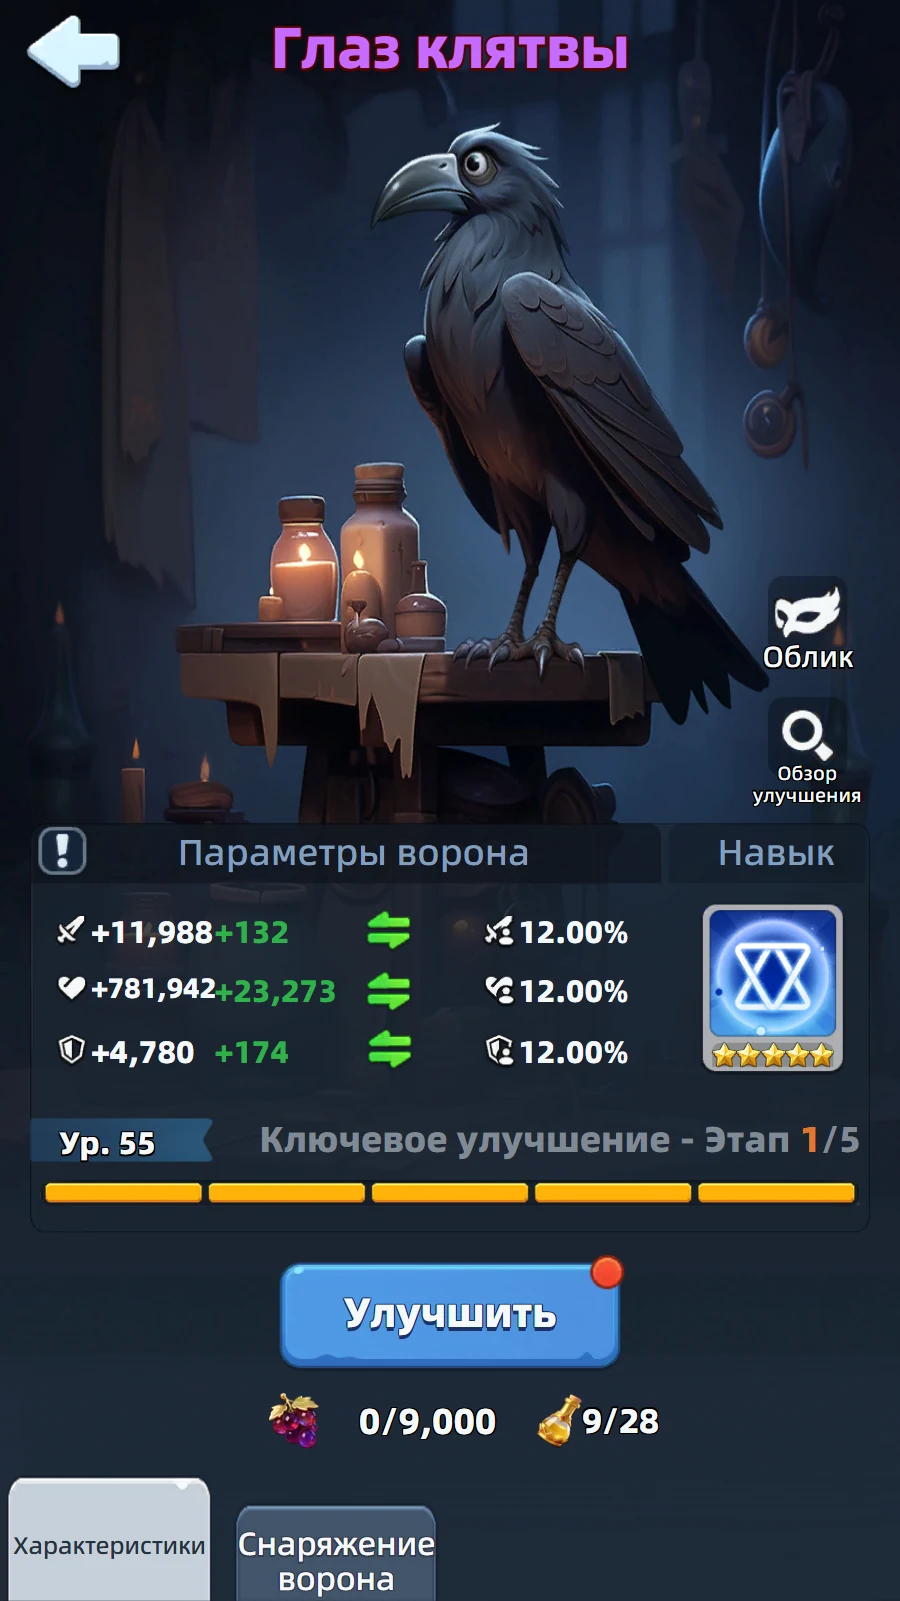 Глаз клятвы
Облик
Обзор
улучшения
Параметры ворона
Навык
+11,988+132 12.00%
+781,942+23,273 12.00%
+4,780 +174 12.00%
Ур. 55
Ключевое улучшение - Этап 1/5
Улучшить
0/9,000 9/28
Характеристики
Снаряжение
ворона